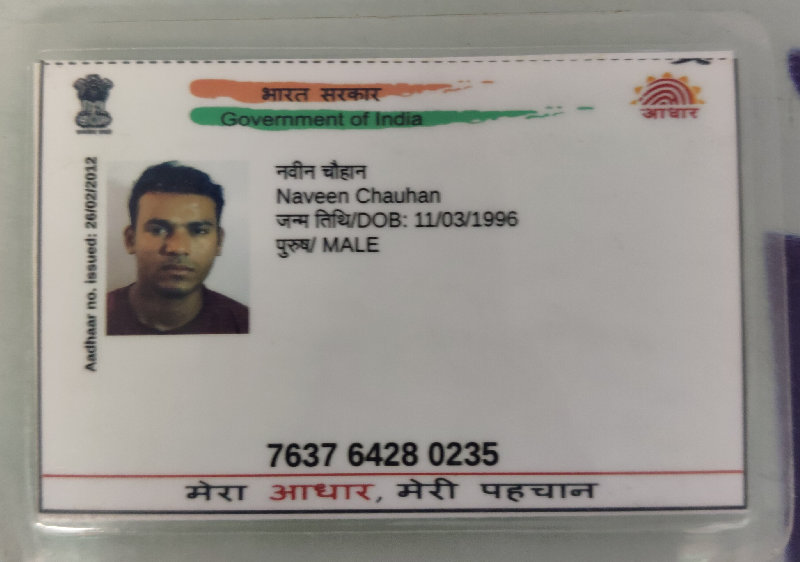 भारत सरकार
Government of India
आधार
Aadhaar no. issued: 26/02/2012
नवीन चौहान
Naveen Chauhan
जन्म तिथि/DOB: 11/03/1996
पुरुष/ MALE
7637 6428 0235
मेरा आधार, मेरी पहचान